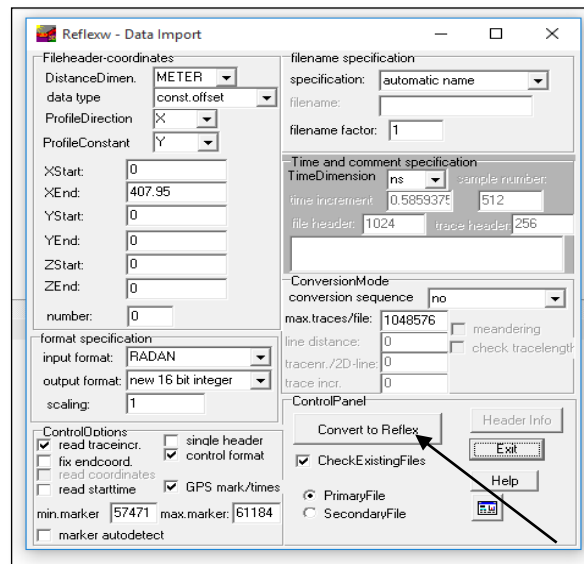 Reflexw - Data Import
Fileheader-coordinates
DistanceDimen. METER
data type const.offset
ProfileDirection X
ProfileConstant Y
XStart: 0
XEnd: 407.95
YStart: 0
YEnd: 0
ZStart: 0
ZEnd: 0
number: 0
format specification
input format: RADAN
output format: new 16 bit integer
scaling: 1
ControlOptions
read traceincr. single header
fix endcoord. control format
read coordinates
read starttime GPS mark/times
min.marker 57471 max.marker: 61184
marker autodetect
filename specification
specification: automatic name
filename:
filename factor: 1
Time and comment specification
TimeDimension ns sample number:
time increment 0.5859375 512
file header: 1024 trace header: 256
ConversionMode
conversion sequence no
max.traces/file: 1048576 meandering
line distance: 0 check tracelength
tracenr./2D-line: 0
trace incr. 0
ControlPanel
Convert to Reflex Header Info
Exit
CheckExistingFiles
Help
PrimaryFile
SecondaryFile